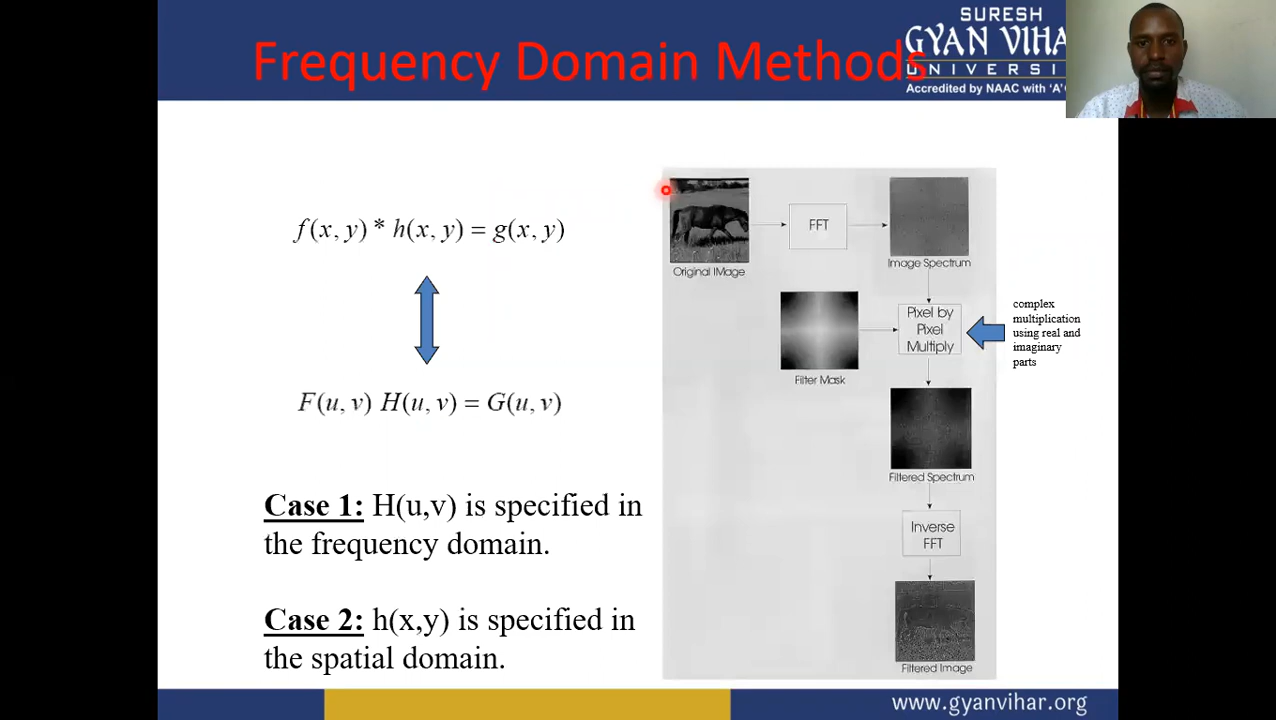 Frequency Domain Methods
SURESH
GYAN VIHA
UNIVERSI
Accredited by NAAC with 'A'
f(x, y) * h(x, y) = g(x, y)
F(u, v) H(u, v) = G(u, v)
Case 1: H(u,v) is specified in
the frequency domain.
Case 2: h(x,y) is specified in
the spatial domain.
Original IMage
FFT
Image Spectrum
Filter Mask
Pixel by
Pixel
Multiply
complex
multiplication
using real and
imaginary
parts
Filtered Spectrum
Inverse
FFT
Filtered Image
www.gyanvihar.org